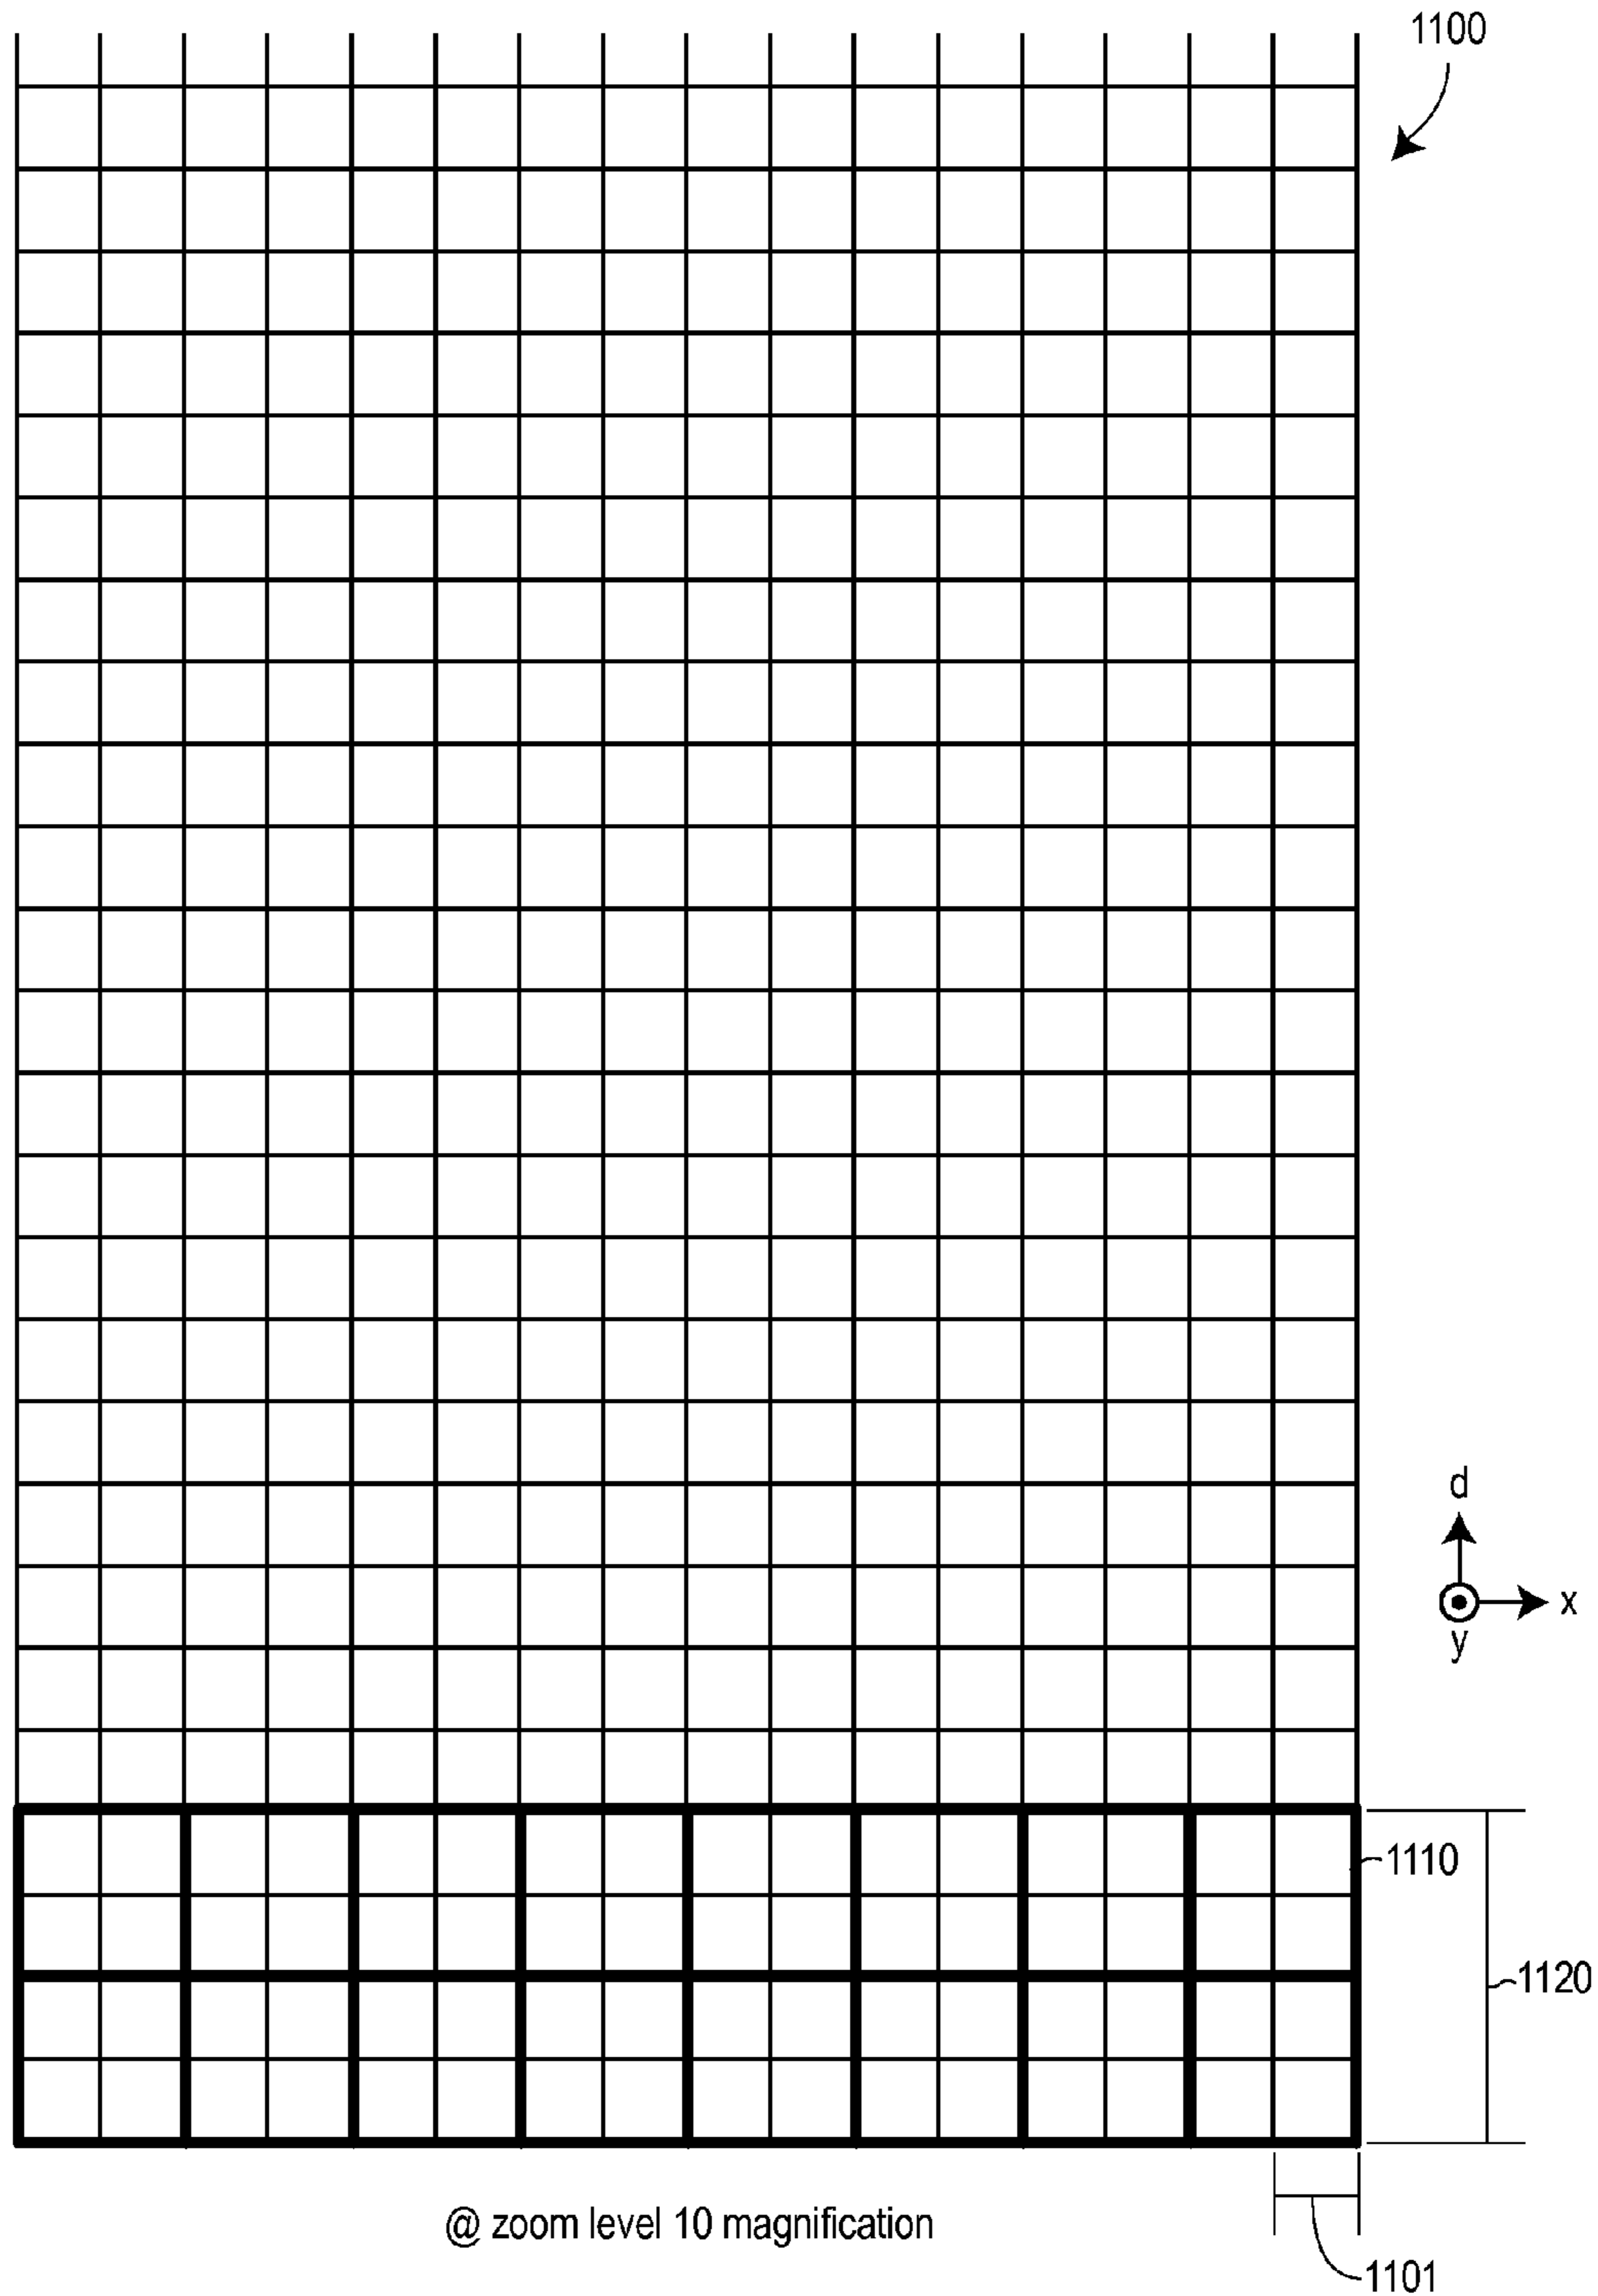 1100
d
x
y
1110
1120
@ zoom level 10 magnification
1101